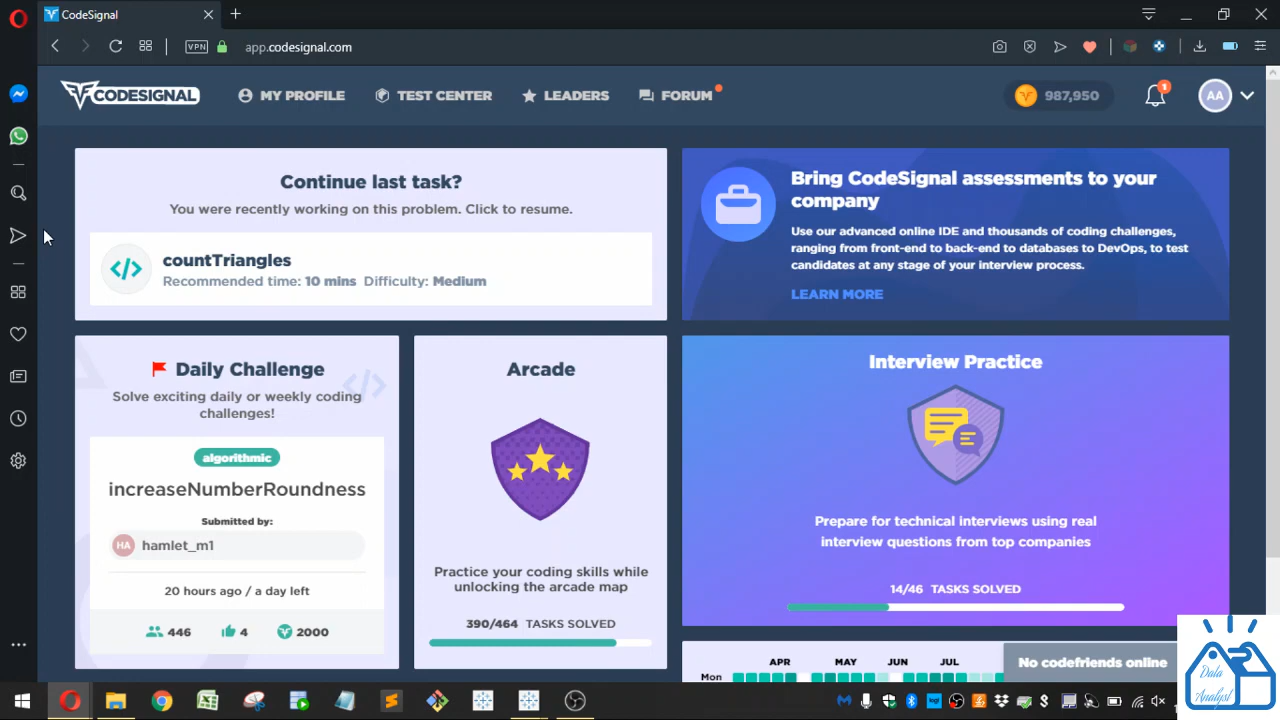 CodeSignal
VPN
app.codesignal.com
CODESIGNAL
MY PROFILE
TEST CENTER
LEADERS
FORUM
987,950
1
AA
Continue last task?
You were recently working on this problem. Click to resume.
countTriangles
Recommended time: 10 mins Difficulty: Medium
Bring CodeSignal assessments to your
company
Use our advanced online IDE and thousands of coding challenges,
ranging from front-end to back-end to databases to DevOps, to test
candidates at any stage of your interview process.
LEARN MORE
Daily Challenge
Solve exciting daily or weekly coding
challenges!
algorithmic
increaseNumberRoundness
Submitted by:
HA hamlet_m1
20 hours ago / a day left
446 4 2000
Arcade
Practice your coding skills while
unlocking the arcade map
390/464 TASKS SOLVED
Interview Practice
Prepare for technical interviews using real
interview questions from top companies
14/46 TASKS SOLVED
APR MAY JUN JUL
Mon
No codefriends online
Data
Analyst